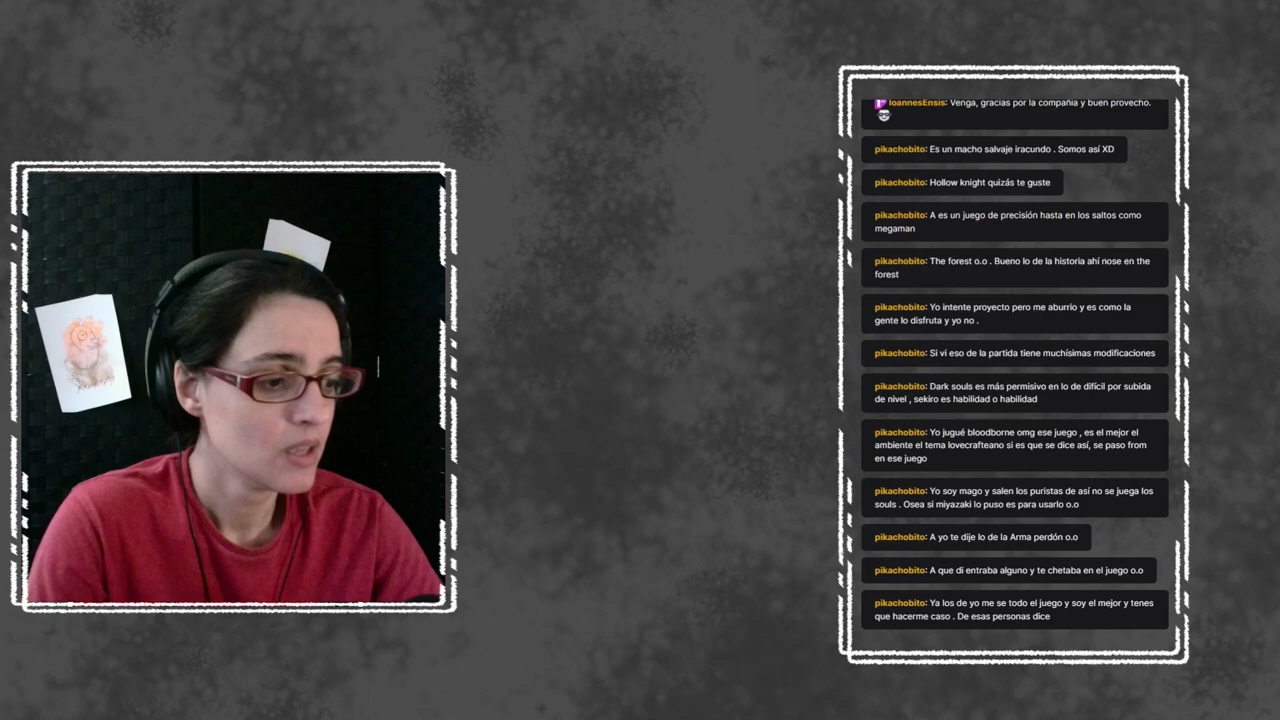 IoannesEnsis: Venga, gracias por la compañia y buen provecho.
pikachobito: Es un macho salvaje iracundo . Somos así XD
pikachobito: Hollow knight quizás te guste
pikachobito: A es un juego de precisión hasta en los saltos como
megaman
pikachobito: The forest o.o . Bueno lo de la historia ahí nose en the
forest
pikachobito: Yo intente proyecto pero me aburrio y es como la
gente lo disfruta y yo no .
pikachobito: Si vi eso de la partida tiene muchísimas modificaciones
pikachobito: Dark souls es más permisivo en lo de difícil por subida
de nivel , sekiro es habilidad o habilidad
pikachobito: Yo jugué bloodborne omg ese juego , es el mejor el
ambiente el tema lovecrafteano si es que se dice así, se paso from
en ese juego
pikachobito: Yo soy mago y salen los puristas de así no se juega los
souls . Osea si miyazaki lo puso es para usarlo o.o
pikachobito: A yo te dije lo de la Arma perdón o.o
pikachobito: A que di entraba alguno y te chetaba en el juego o.o
pikachobito: Ya los de yo me se todo el juego y soy el mejor y tenes
que hacerme caso . De esas personas dice